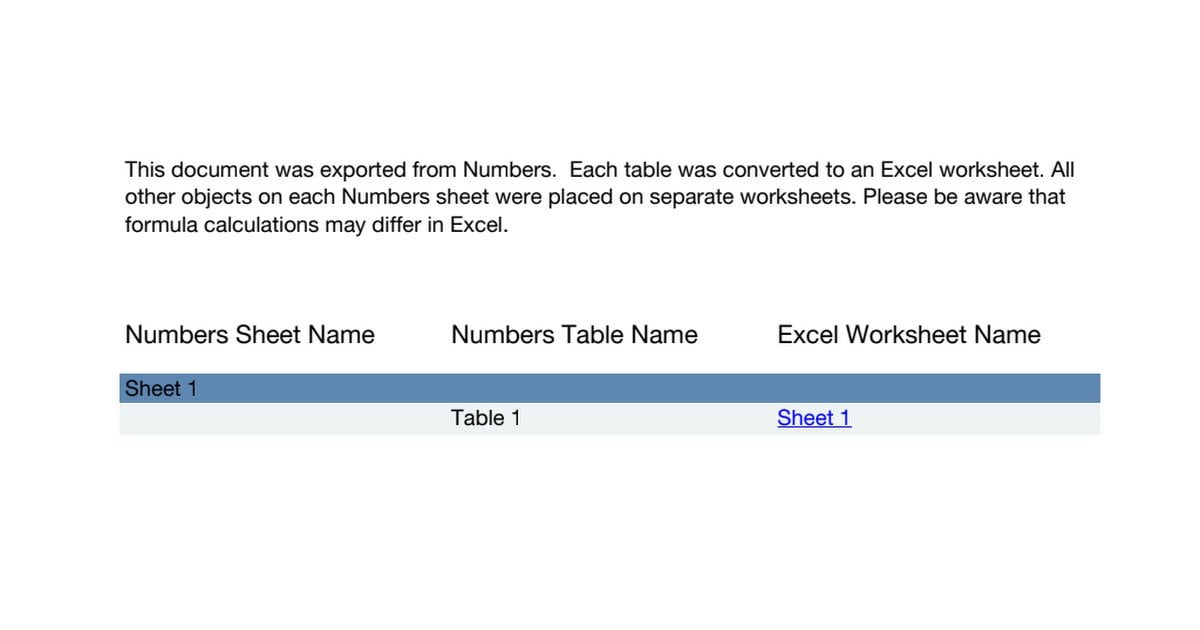 This document was exported from Numbers.  Each table was converted to an Excel worksheet. All
other objects on each Numbers sheet were placed on separate worksheets. Please be aware that
formula calculations may differ in Excel.
Numbers Sheet Name Numbers Table Name Excel Worksheet Name
Sheet 1
Table 1 Sheet 1